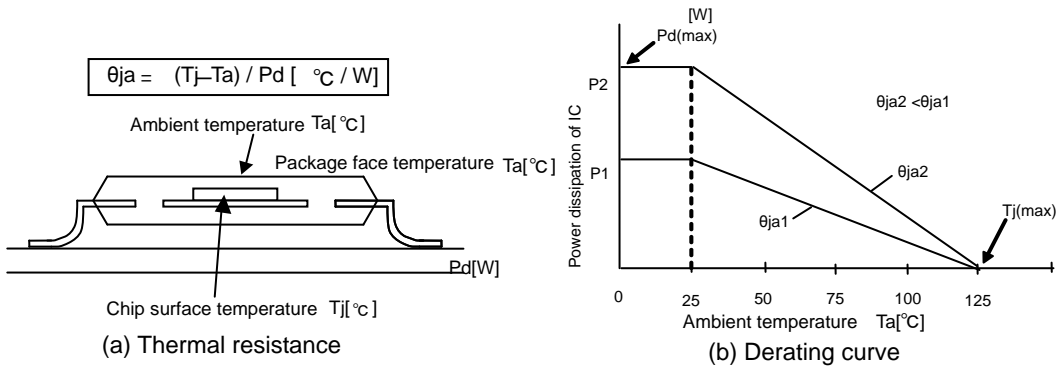 θja = (Tj–Ta) / Pd [ ℃ / W]
Ambient temperature Ta[℃]
Package face temperature Ta[℃]
Pd[W]
Chip surface temperature Tj[℃]
(a) Thermal resistance
[W]
Pd(max)
P2
θja2 <θja1
Power dissipation of IC
P1
θja2
θja1
Tj(max)
0 25 50 75 100 125
Ambient temperature Ta[℃]
(b) Derating curve